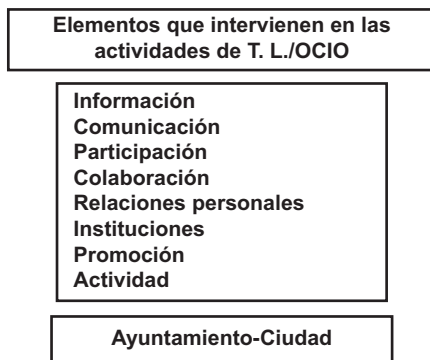 Elementos que intervienen en las
actividades de T. L./OCIO
Información
Comunicación
Participación
Colaboración
Relaciones personales
Instituciones
Promoción
Actividad
Ayuntamiento-Ciudad